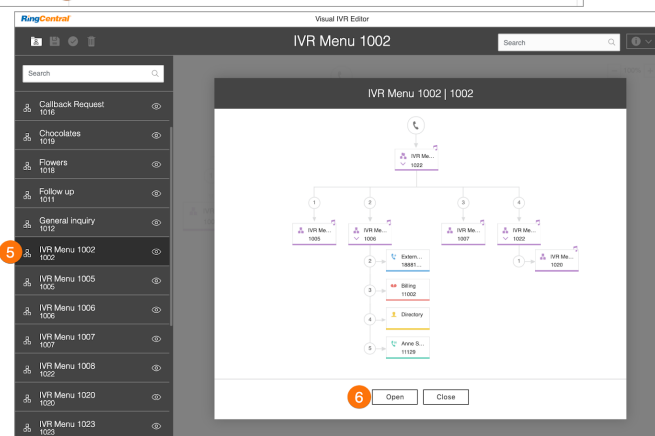 RingCentral
Visual IVR Editor
IVR Menu 1002
Search
Search
Callback Request
1016
Chocolates
1019
Flowers
1018
Follow up
1011
General inquiry
1012
5
IVR Menu 1002
1002
IVR Menu 1005
1005
IVR Menu 1006
1006
IVR Menu 1007
1007
IVR Menu 1008
1022
IVR Menu 1020
1020
IVR Menu 1023
1023
IVR Menu 1002 | 1002
IVR Me...
1022
1
2
3
4
IVR Me...
1005
IVR Me...
1006
IVR Me...
1007
IVR Me...
1022
2
Extern...
18881...
1
IVR Me...
1020
3
Billing
11002
4
Directory
5
Anne S...
11129
6
Open
Close